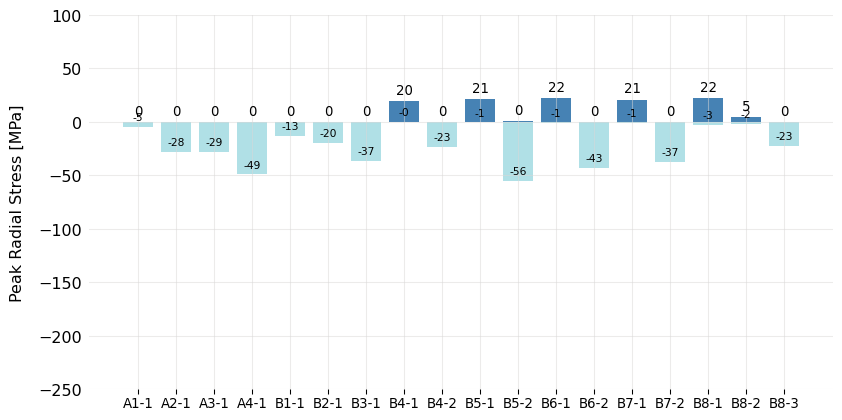 100
50
0
−50
−100
−150
−200
−250
Peak Radial Stress [MPa]
0 0 0 0 0 0 0 20 0 21 0 22 0 21 0 22 5 0
-5 -28 -29 -49 -13 -20 -37 -0 -23 -1 -56 -1 -43 -1 -37 -3 -2 -23
A1-1 A2-1 A3-1 A4-1 B1-1 B2-1 B3-1 B4-1 B4-2 B5-1 B5-2 B6-1 B6-2 B7-1 B7-2 B8-1 B8-2 B8-3